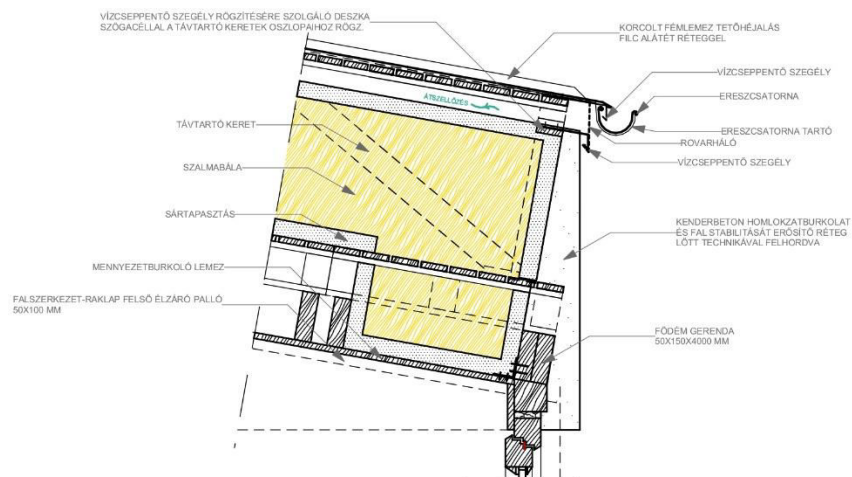 VÍZCSEPPENTŐ SZEGÉLY RÖGZÍTÉSÉRE SZOLGÁLÓ DESZKA
SZÖGACÉLLAL A TÁVTARTÓ KERETEK OSZLOPAIHOZ RÖGZ.
KORCOLT FÉMLEMEZ TETŐHÉJALÁS
FILC ALÁTÉT RÉTEGGEL
VÍZCSEPPENTŐ SZEGÉLY
ERESZCSATORNA
ÁTSZELLŐZÉS
TÁVTARTÓ KERET
ERESZCSATORNA TARTÓ
ROVARHÁLÓ
VÍZCSEPPENTŐ SZEGÉLY
SZALMABÁLA
SÁRTAPASZTÁS
KENDERBETON HOMLOKZATBURKOLAT
ÉS FAL STABILITÁSÁT ERŐSÍTŐ RÉTEG
LŐTT TECHNIKÁVAL FELHORDVA
MENNYEZETBURKOLÓ LEMEZ
FALSZERKEZET-RAKLAP FELSŐ ÉLZÁRÓ PALLÓ
50X100 MM
FÖDÉM GERENDA
50X150X4000 MM